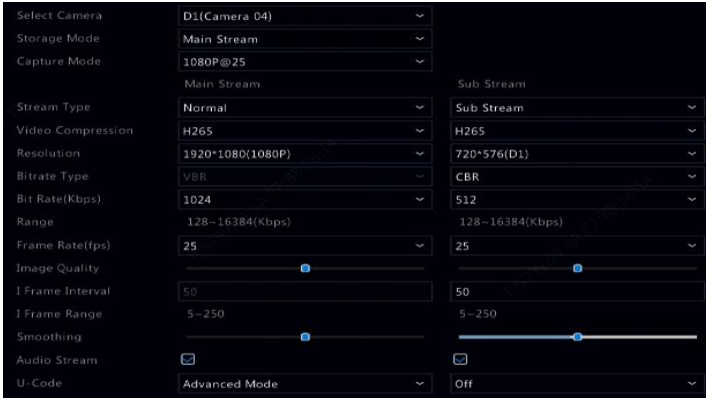 Select Camera D1(Camera 04)
Storage Mode Main Stream
Capture Mode 1080P@25
Main Stream Sub Stream
Stream Type Normal Sub Stream
Video Compression H265 H265
Resolution 1920*1080(1080P) 720*576(D1)
Bitrate Type VBR CBR
Bit Rate(Kbps) 1024 512
Range 128~16384(Kbps) 128~16384(Kbps)
Frame Rate(fps) 25 25
Image Quality
I Frame Interval 50 50
I Frame Range 5~250 5~250
Smoothing
Audio Stream
U-Code Advanced Mode Off